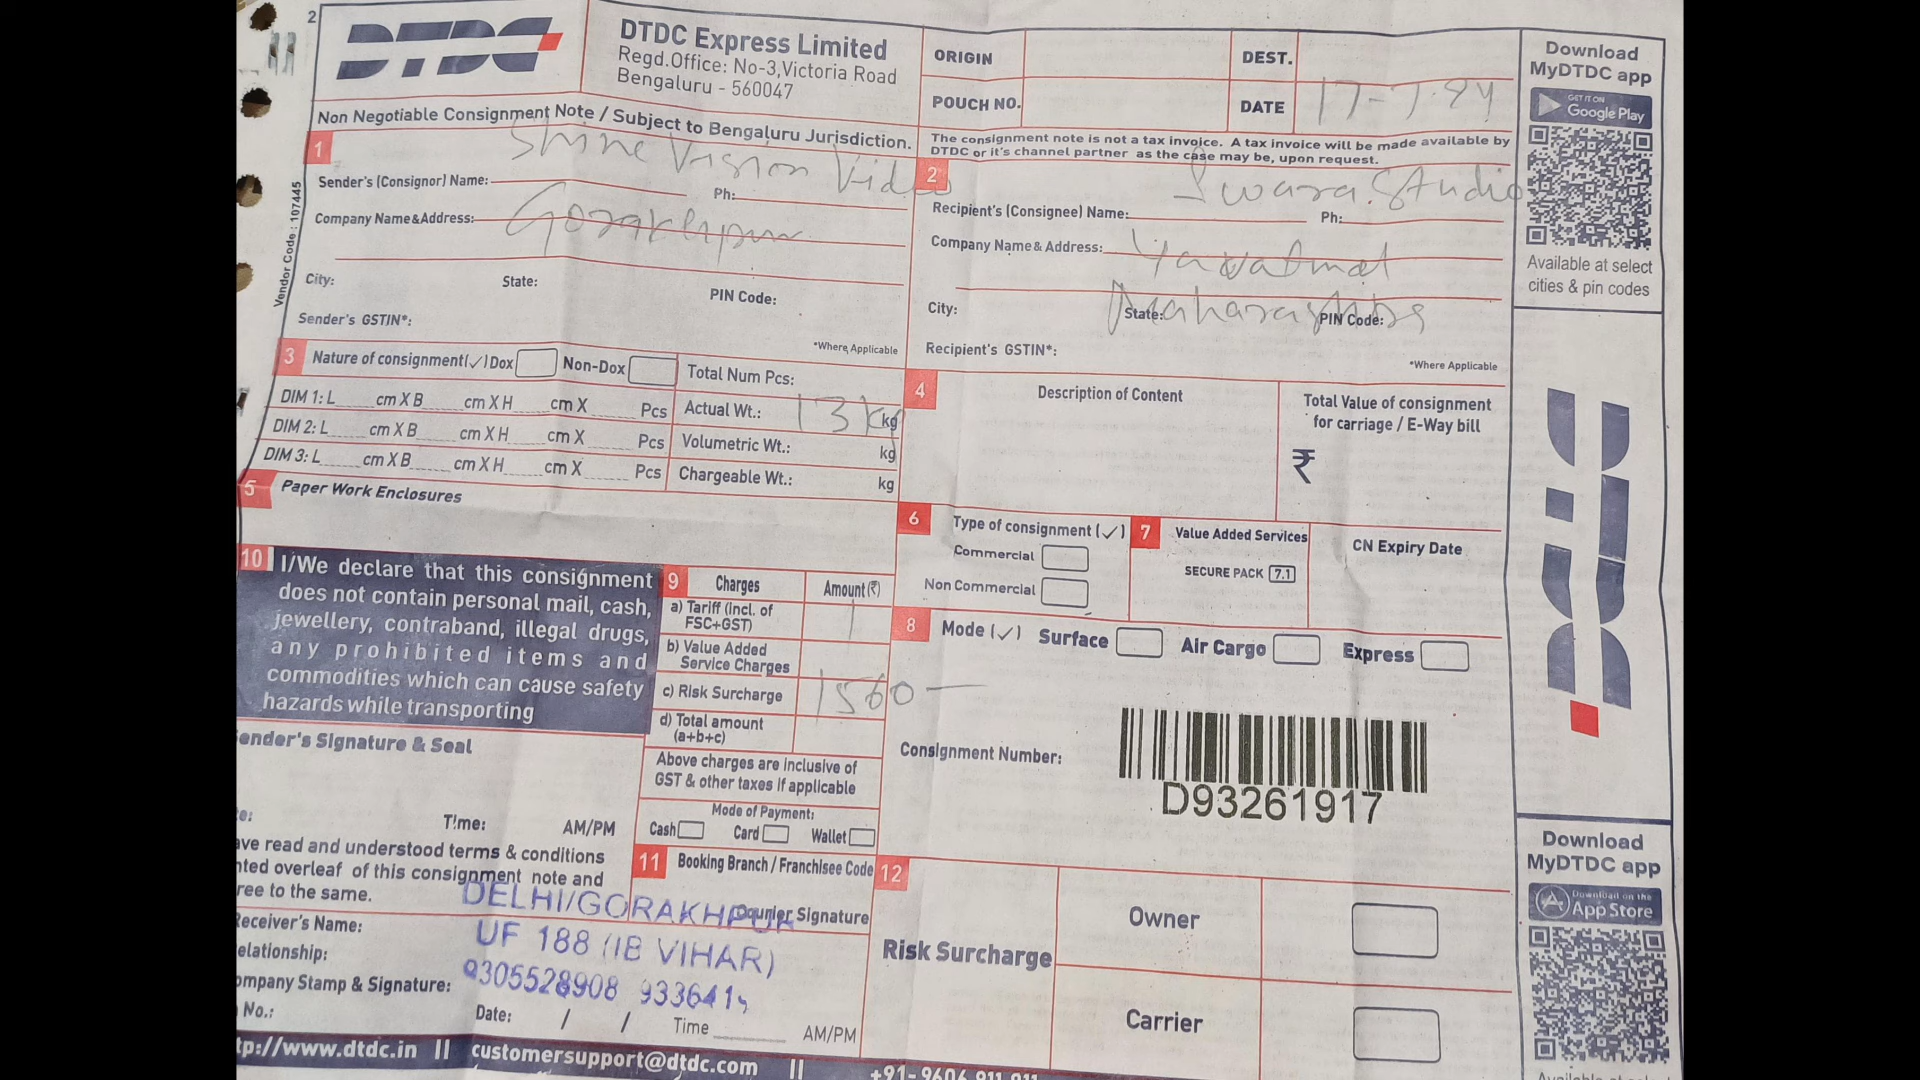 2
DTDC
DTDC Express Limited
Regd.Office: No-3,Victoria Road
Bengaluru - 560047
ORIGIN
DEST.
POUCH NO.
DATE 17-7-24
Non Negotiable Consignment Note / Subject to Bengaluru Jurisdiction.
The consignment note is not a tax invoice. A tax invoice will be made available by
DTDC or it's channel partner as the case may be, upon request.
Vendor Code : 107445
1
Shine Vision Video
Sender's (Consignor) Name:
Ph:
Company Name&Address: Gorakhpur
City:
State:
PIN Code:
Sender's GSTIN*:
*Where Applicable
2
Swara Studio
Recipient's (Consignee) Name:
Ph:
Company Name & Address: Yavatmal
City:
State:
Maharashtra
PIN Code:
Recipient's GSTIN*:
*Where Applicable
3 Nature of consignment(✓) Dox
Non-Dox
Total Num Pcs:
DIM 1: L cm X B cm X H cm X Pcs
Actual Wt.: 13 kg kg
DIM 2: L cm X B cm X H cm X Pcs
Volumetric Wt.: kg
DIM 3: L cm X B cm X H cm X Pcs
Chargeable Wt.: kg
4
Description of Content
Total Value of consignment
for carriage / E-Way bill
₹
5 Paper Work Enclosures
6 Type of consignment (✓)
Commercial
Non Commercial
7 Value Added Services
SECURE PACK 7.1
CN Expiry Date
8 Mode (✓) Surface
Air Cargo
Express
Consignment Number:
D93261917
9 Charges
Amount(₹)
a) Tariff (incl. of
FSC+GST)
b) Value Added
Service Charges
c) Risk Surcharge
1560-
d) Total amount
(a+b+c)
Above charges are inclusive of
GST & other taxes if applicable
Mode of Payment:
Cash
Card
Wallet
10 I/We declare that this consignment
does not contain personal mail, cash,
jewellery, contraband, illegal drugs,
any prohibited items and
commodities which can cause safety
hazards while transporting
ender's Signature & Seal
e:
Time:
AM/PM
ave read and understood terms & conditions
nted overleaf of this consignment note and
ree to the same.
11 Booking Branch / Franchisee Code
Courier Signature
DELHI/GORAKHPUR
UF 188 (IB VIHAR)
9305528908 933641
Receiver's Name:
elationship:
ompany Stamp & Signature:
No.:
Date: / /
Time
AM/PM
12
Risk Surcharge
Owner
Carrier
tp://www.dtdc.in || customersupport@dtdc.com || +91-9606 911 911
Download
MyDTDC app
GET IT ON
Google Play
Available at select
cities & pin codes
DTDC
Download
MyDTDC app
Download on the
App Store